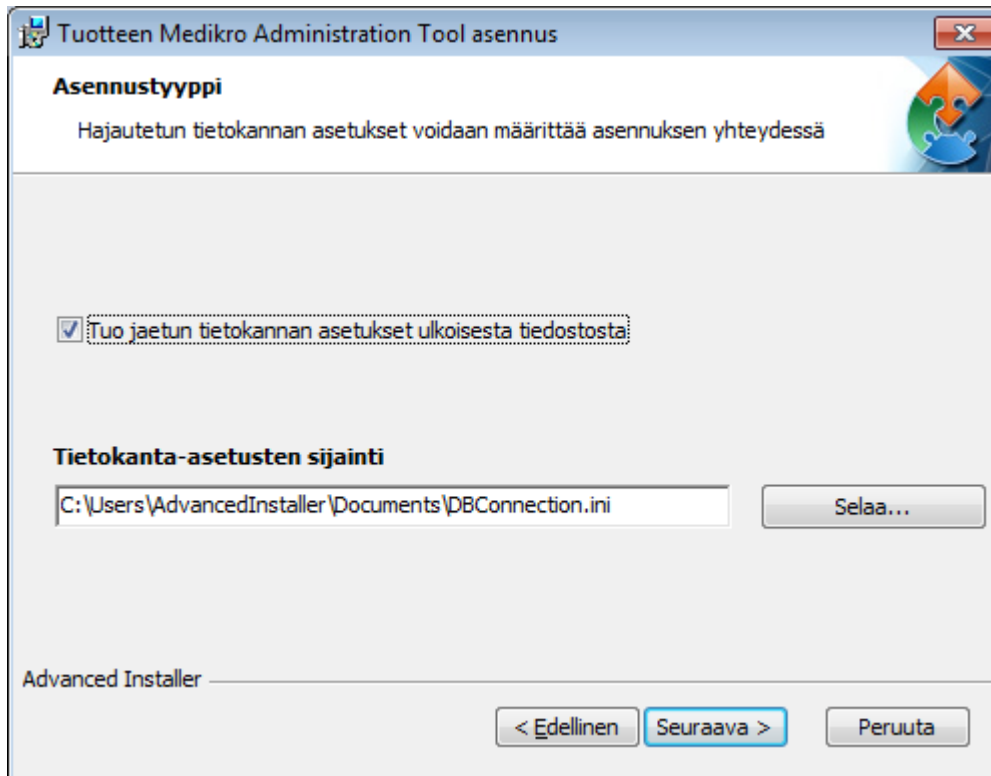 Tuotteen Medikro Administration Tool asennus
Asennustyyppi
Hajautetun tietokannan asetukset voidaan määrittää asennuksen yhteydessä
Tuo jaetun tietokannan asetukset ulkoisesta tiedostosta
Tietokanta-asetusten sijainti
C:\Users\AdvancedInstaller\Documents\DBConnection.ini
Selaa...
Advanced Installer
< Edellinen
Seuraava >
Peruuta